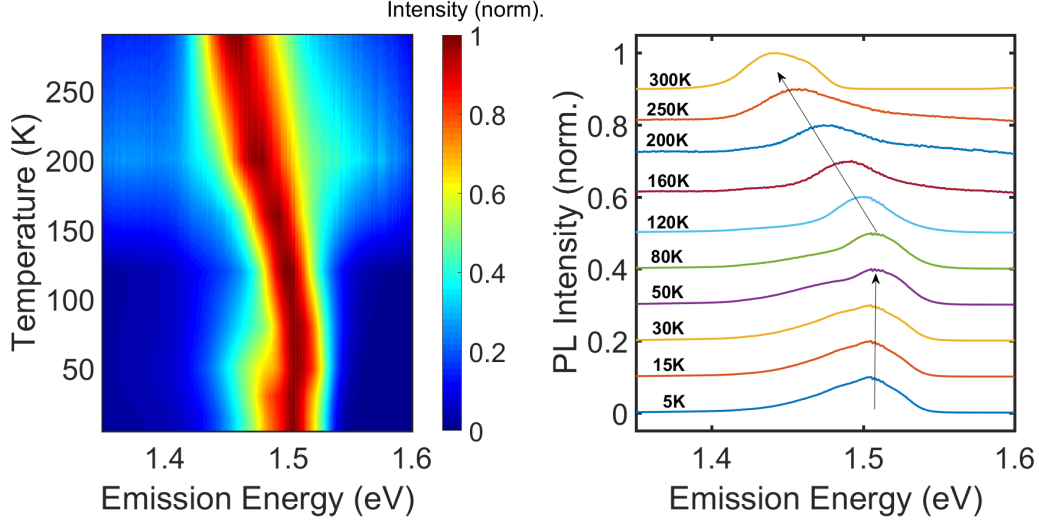 Intensity (norm).
Temperature (K)
250
200
150
100
50
1.4
1.5
1.6
Emission Energy (eV)
1
0.8
0.6
0.4
0.2
0
PL Intensity (norm.)
1
0.8
0.6
0.4
0.2
0
300K
250K
200K
160K
120K
80K
50K
30K
15K
5K
1.4
1.5
1.6
Emission Energy (eV)